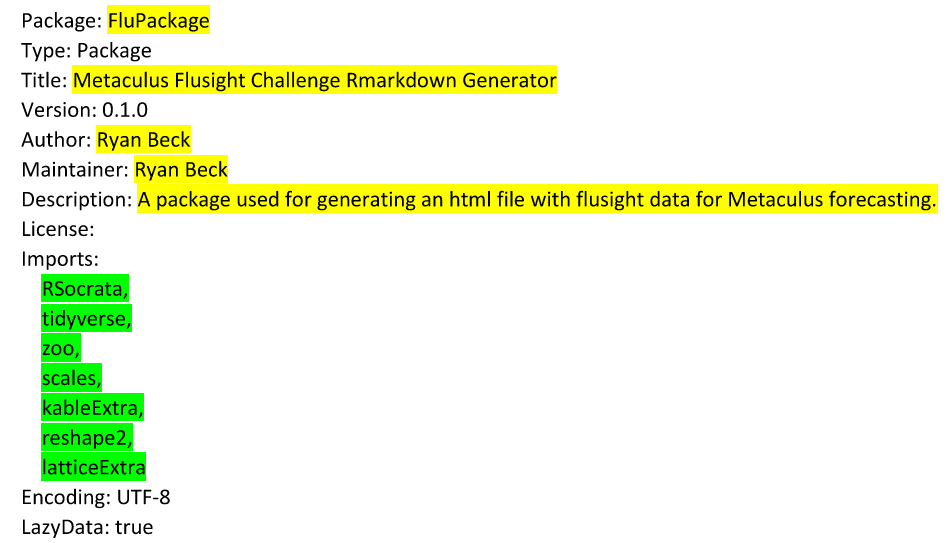 Package: FluPackage
Type: Package
Title: Metaculus Flusight Challenge Rmarkdown Generator
Version: 0.1.0
Author: Ryan Beck
Maintainer: Ryan Beck
Description: A package used for generating an html file with flusight data for Metaculus forecasting.
License:
Imports:
RSocrata,
tidyverse,
zoo,
scales,
kableExtra,
reshape2,
latticeExtra
Encoding: UTF-8
LazyData: true